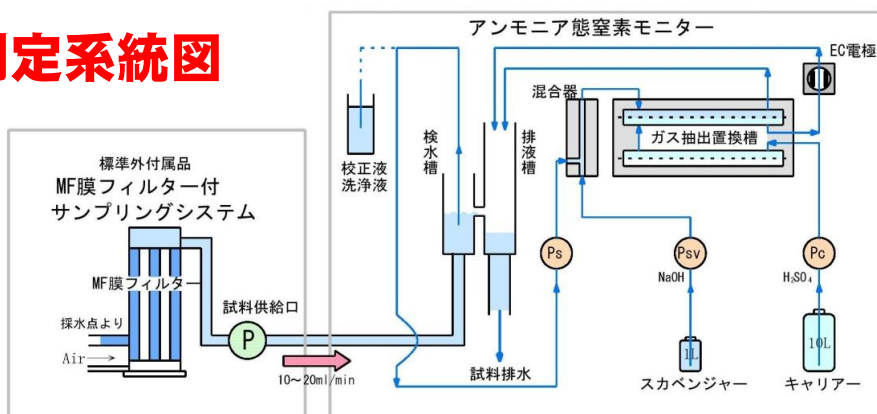 定系統図
アンモニア態窒素モニター
EC電極
混合器
ガス抽出置換槽
検水槽
排液槽
校正液
洗浄液
標準外付属品
MF膜フィルター付
サンプリングシステム
MF膜フィルター
採水点より
Air
試料供給口
P
10～20ml/min
Ps
Psv
Pc
NaOH
H₂SO₄
1L
10L
試料排水
スカベンジャー
キャリアー